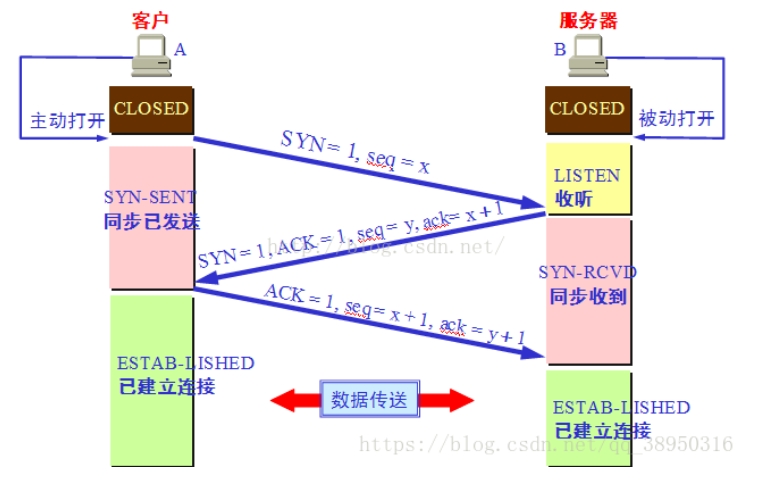 客户
服务器
A
B
CLOSED
CLOSED
主动打开
被动打开
SYN = 1, seq = x
LISTEN
收听
SYN-SENT
同步已发送
SYN = 1, ACK = 1, seq = y, ack= x + 1
http://blog.csdn.net/
SYN-RCVD
同步收到
ACK = 1, seq = x + 1, ack = y + 1
ESTAB-LISHED
已建立连接
数据传送
ESTAB-LISHED
已建立连接
https://blog.csdn.net/qq_38950316